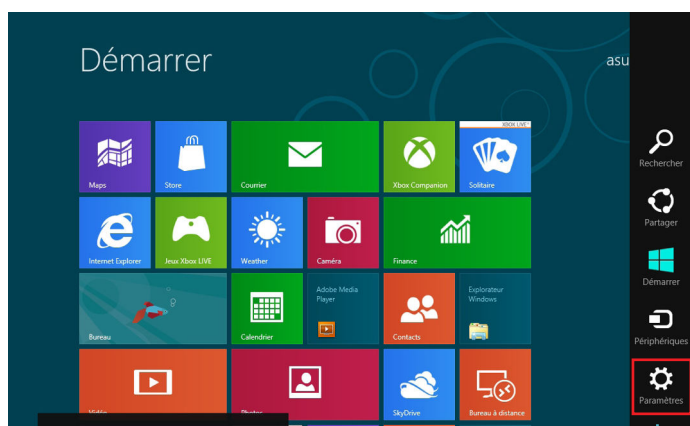 Démarrer
asu
XBOX LIVE
Maps
Store
Courrier
Xbox Companion
Solitaire
Internet Explorer
Jeux Xbox LIVE
Weather
Caméra
Finance
Bureau
Calendrier
Adobe Media
Player
Contacts
Explorateur
Windows
Vidéo
Photos
SkyDrive
Bureau à distance
Rechercher
Partager
Démarrer
Périphériques
Paramètres